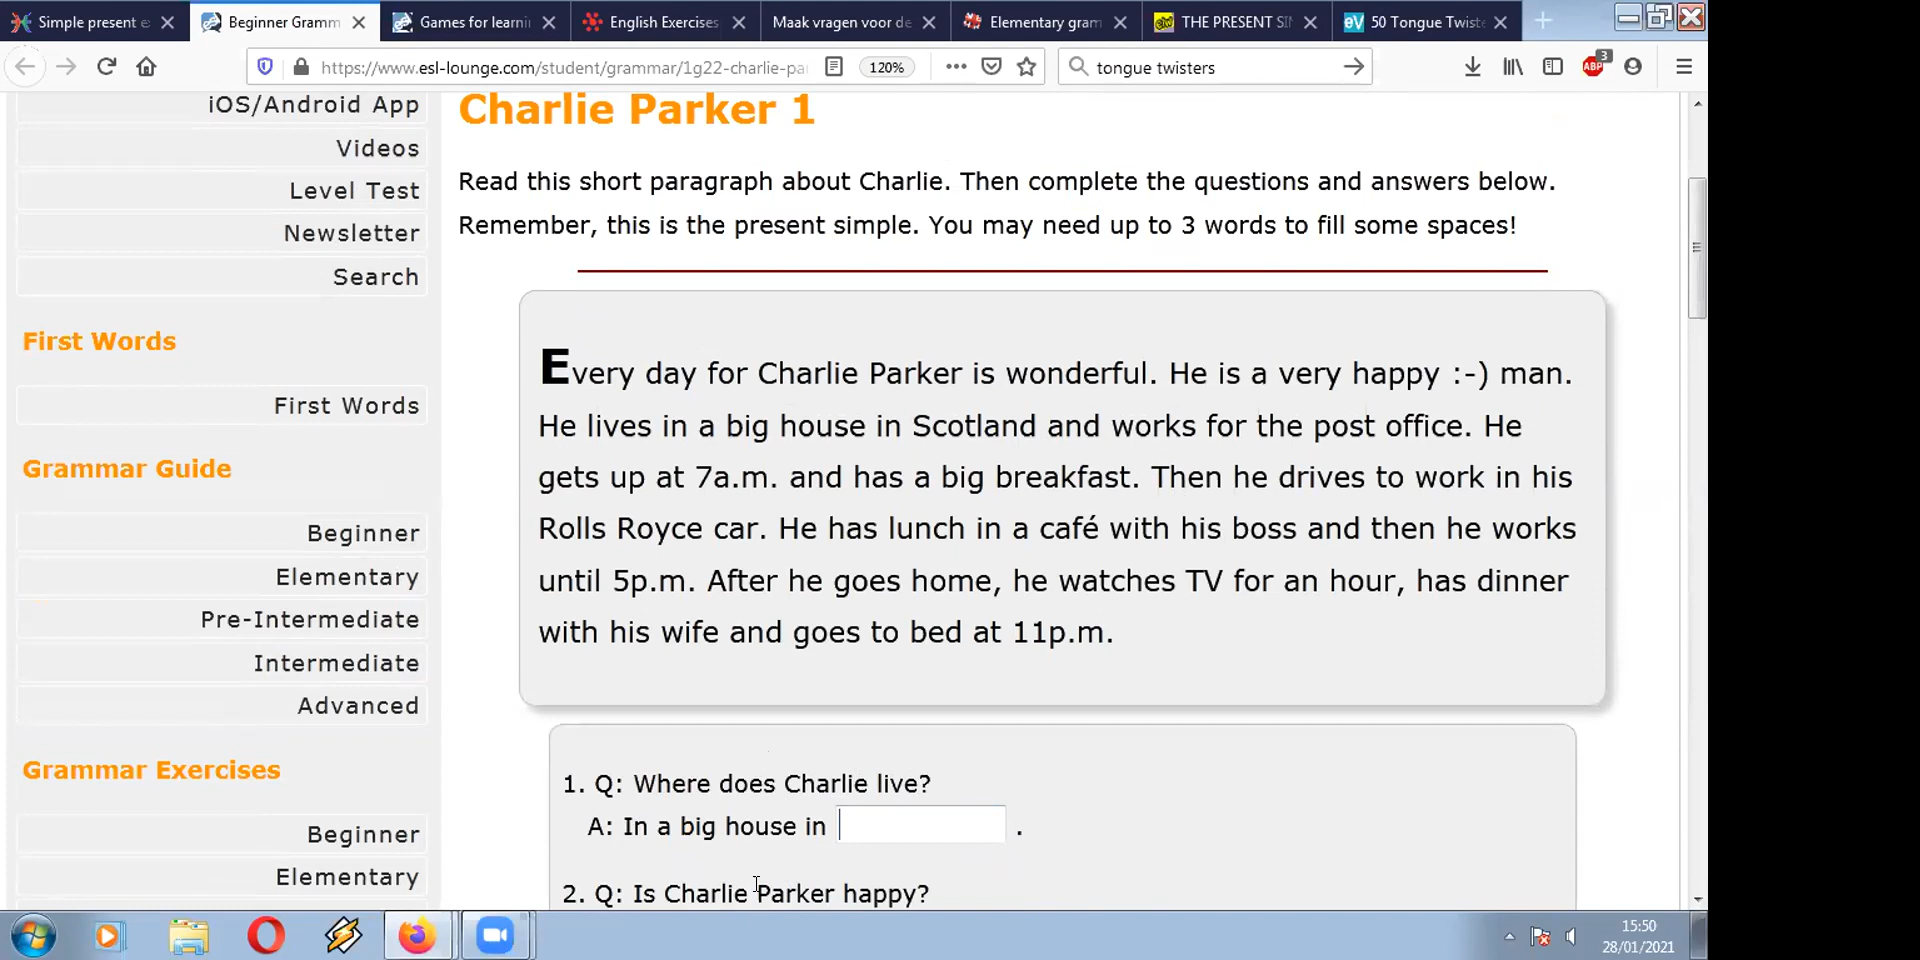 Simple present e
Beginner Gramm
Games for learni
English Exercises
Maak vragen voor de
Elementary gram
THE PRESENT SIM
50 Tongue Twiste
https://www.esl-lounge.com/student/grammar/1g22-charlie-pa
120%
tongue twisters
ABP
3
iOS/Android App
Videos
Level Test
Newsletter
Search
First Words
First Words
Grammar Guide
Beginner
Elementary
Pre-Intermediate
Intermediate
Advanced
Grammar Exercises
Beginner
Elementary
Charlie Parker 1
Read this short paragraph about Charlie. Then complete the questions and answers below.
Remember, this is the present simple. You may need up to 3 words to fill some spaces!
Every day for Charlie Parker is wonderful. He is a very happy :-) man.
He lives in a big house in Scotland and works for the post office. He
gets up at 7a.m. and has a big breakfast. Then he drives to work in his
Rolls Royce car. He has lunch in a café with his boss and then he works
until 5p.m. After he goes home, he watches TV for an hour, has dinner
with his wife and goes to bed at 11p.m.
1. Q: Where does Charlie live?
A: In a big house in .
2. Q: Is Charlie Parker happy?
15:50
28/01/2021